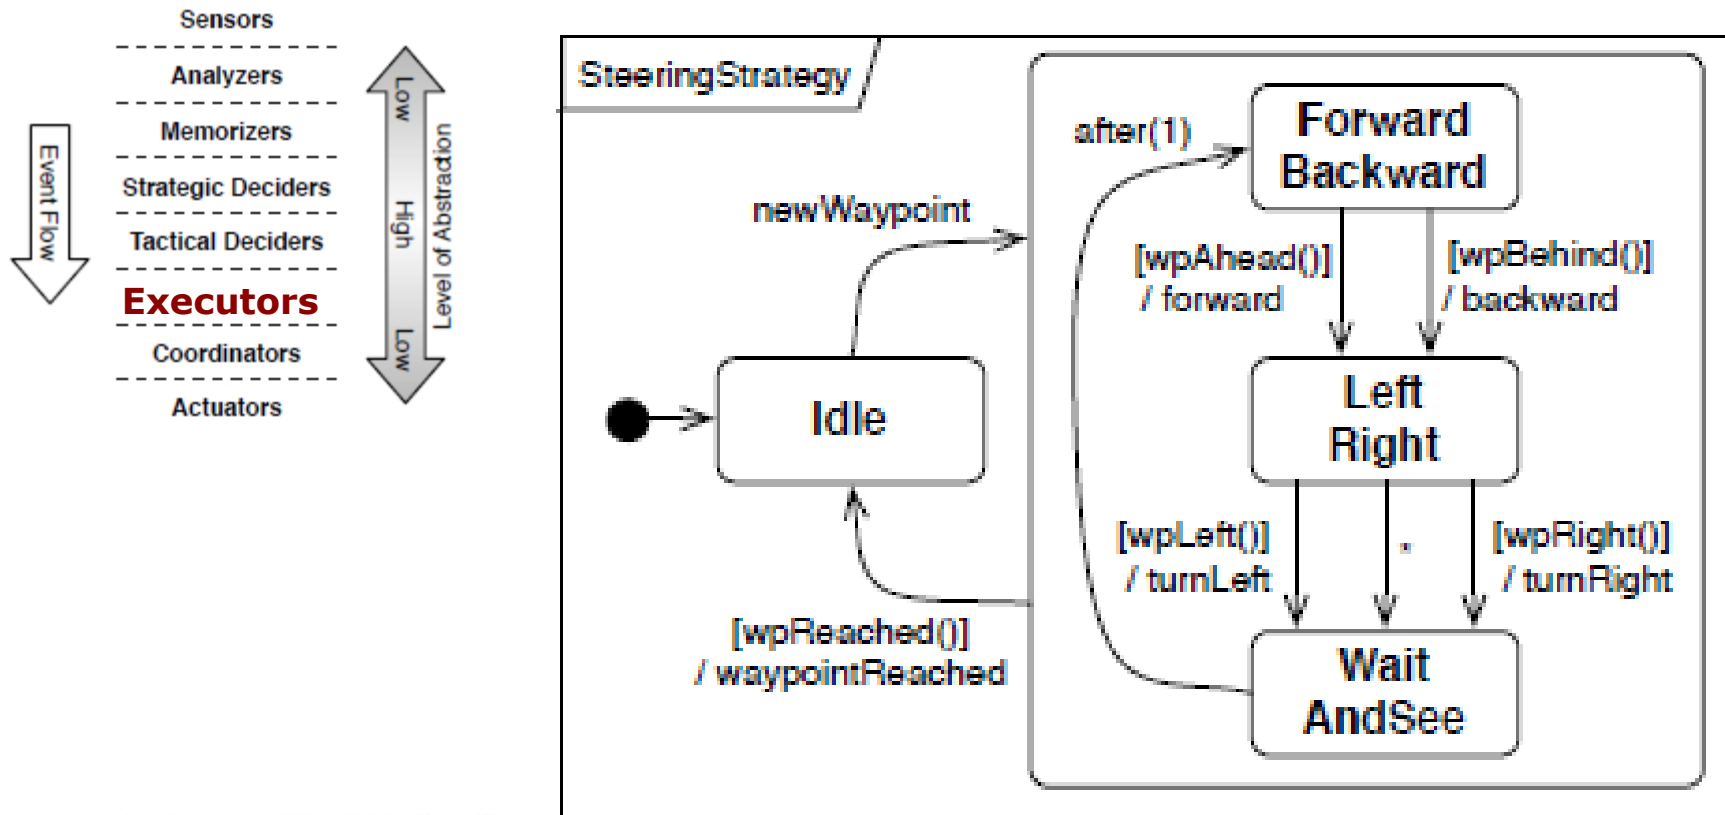 Sensors
Analyzers
Memorizers
Strategic Deciders
Tactical Deciders
Executors
Coordinators
Actuators
Event Flow
Low
High
Low
Level of Abstraction
SteeringStrategy
Idle
newWaypoint
[wpReached()]
/ waypointReached
after(1)
Forward
Backward
[wpAhead()]
/ forward
[wpBehind()]
/ backward
Left
Right
[wpLeft()]
/ turnLeft
[wpRight()]
/ turnRight
Wait
AndSee